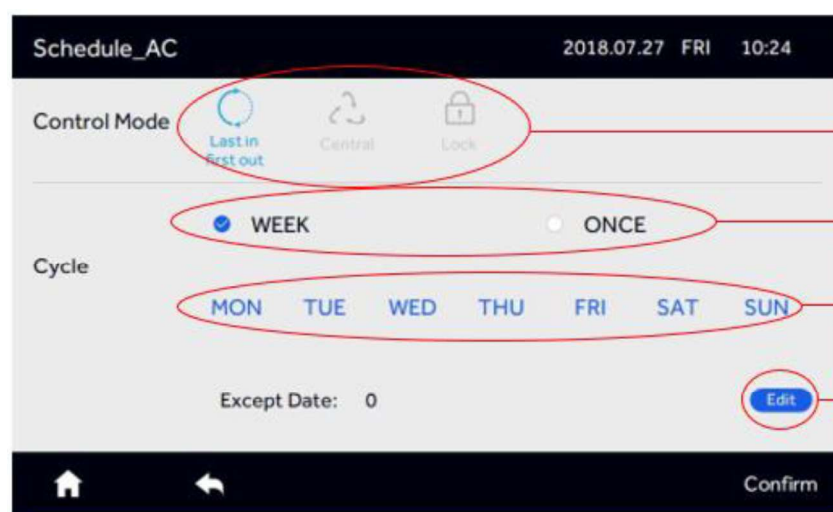 Schedule_AC 2018.07.27 FRI 10:24
Control Mode
Last in
first out
Central
Lock
WEEK ONCE
Cycle
MON TUE WED THU FRI SAT SUN
Except Date: 0 Edit
Confirm